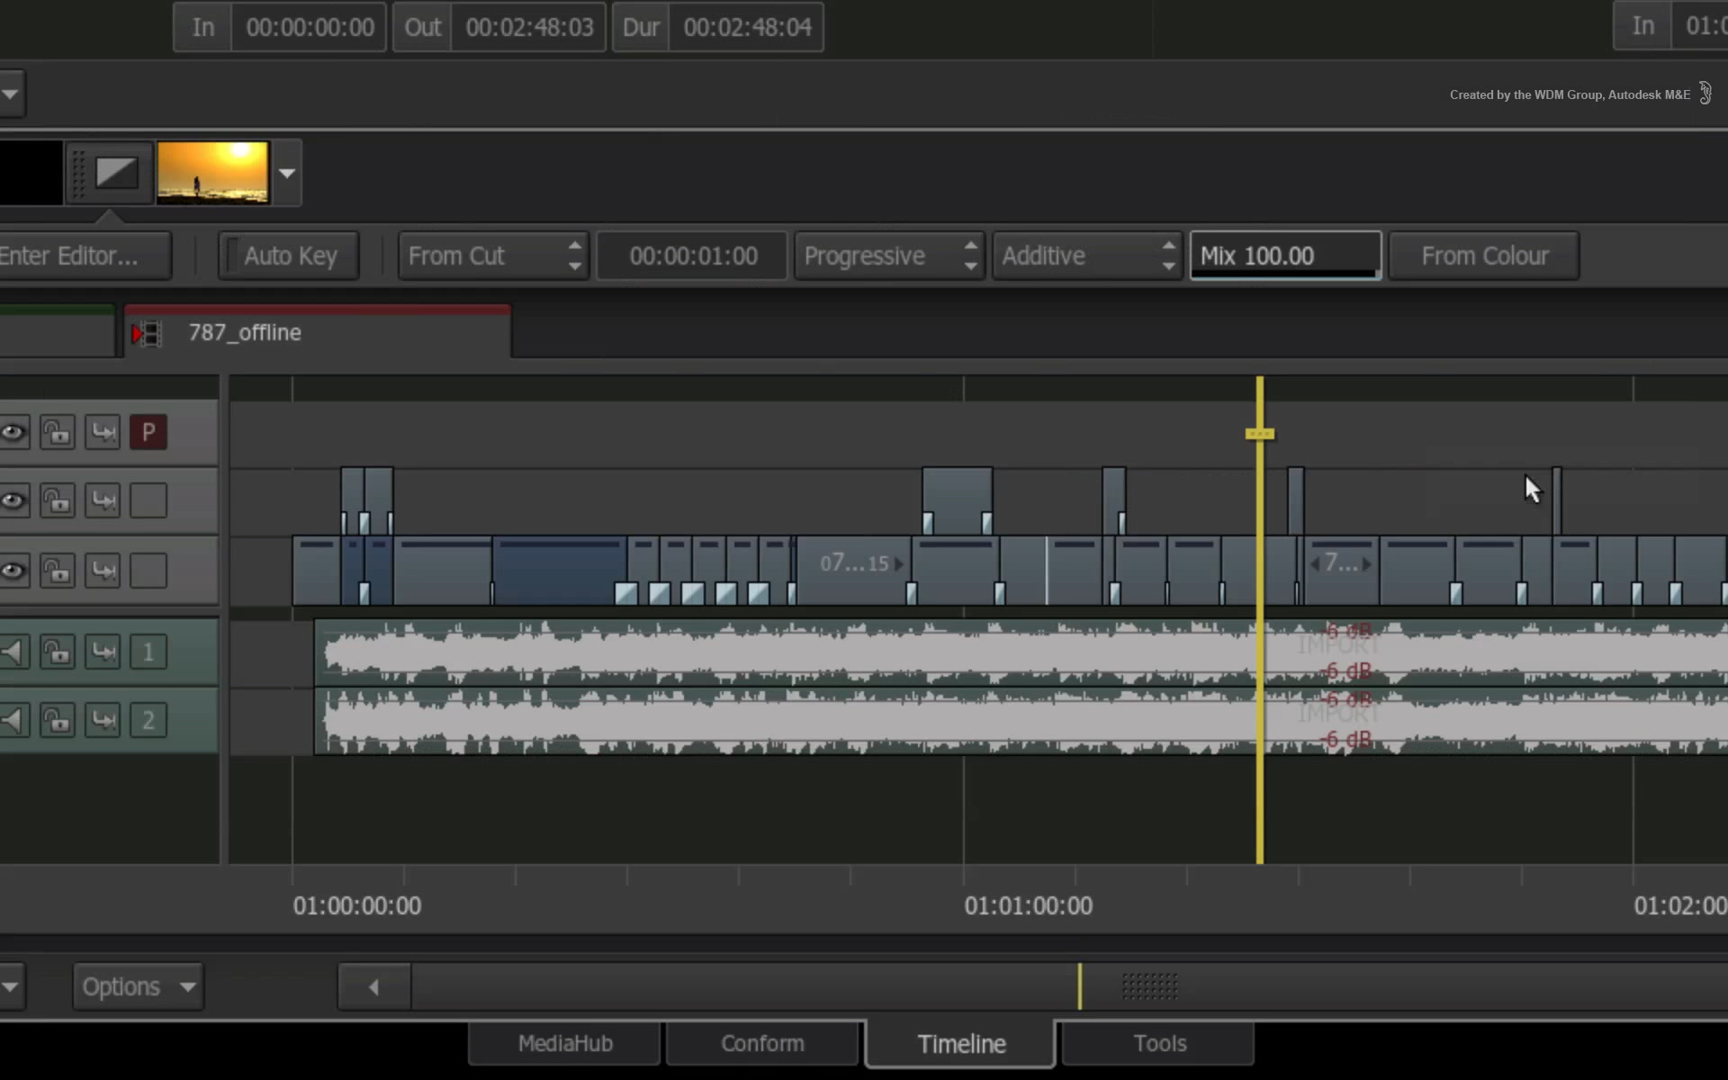 In 00:00:00:00 Out 00:02:48:03 Dur 00:02:48:04 In
Created by the WDM Group, Autodesk M&E
Enter Editor... Auto Key From Cut 00:00:01:00 Progressive Additive Mix 100.00 From Colour
787_offline
P
07...15 7...
1 -6 dB
IMPORT
-6 dB
-6 dB
2 IMPORT
-6 dB
01:00:00:00 01:01:00:00 01:02:00
Options
MediaHub Conform Timeline Tools